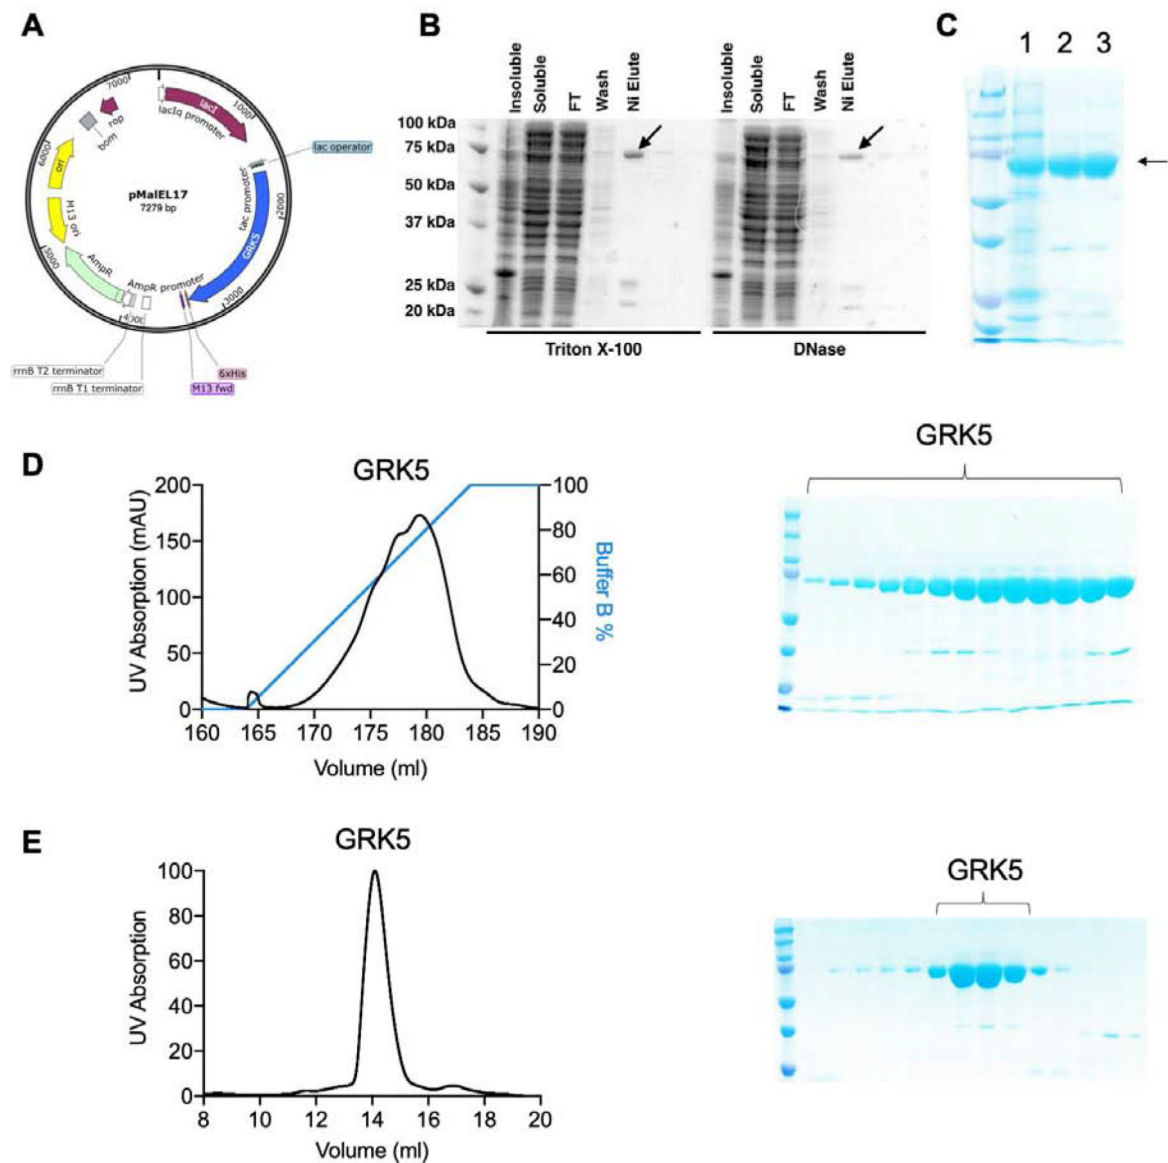 A
7000
1000
2000
3000
4000
5000
6000
lacI
lacIq promoter
rop
bom
ori
M13 ori
AmpR
AmpR promoter
tac promoter
GRK5
lac operator
pMalEL17
7279 bp
rrnB T2 terminator
rrnB T1 terminator
6xHis
M13 fwd
B
Insoluble
Soluble
FT
Wash
Ni Elute
Insoluble
Soluble
FT
Wash
Ni Elute
100 kDa
75 kDa
50 kDa
37 kDa
25 kDa
20 kDa
Triton X-100
DNase
C
1 2 3
D
GRK5
200
150
100
50
0
UV Absorption (mAU)
100
80
60
40
20
0
Buffer B %
160 165 170 175 180 185 190
Volume (ml)
GRK5
E
GRK5
100
80
60
40
20
0
UV Absorption
8 10 12 14 16 18 20
Volume (ml)
GRK5